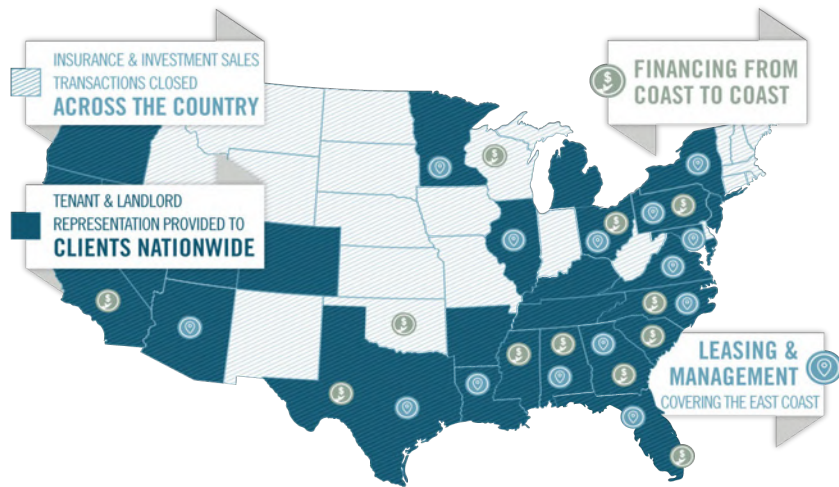 INSURANCE & INVESTMENT SALES
TRANSACTIONS CLOSED
ACROSS THE COUNTRY
FINANCING FROM
COAST TO COAST
TENANT & LANDLORD
REPRESENTATION PROVIDED TO
CLIENTS NATIONWIDE
LEASING &
MANAGEMENT
COVERING THE EAST COAST